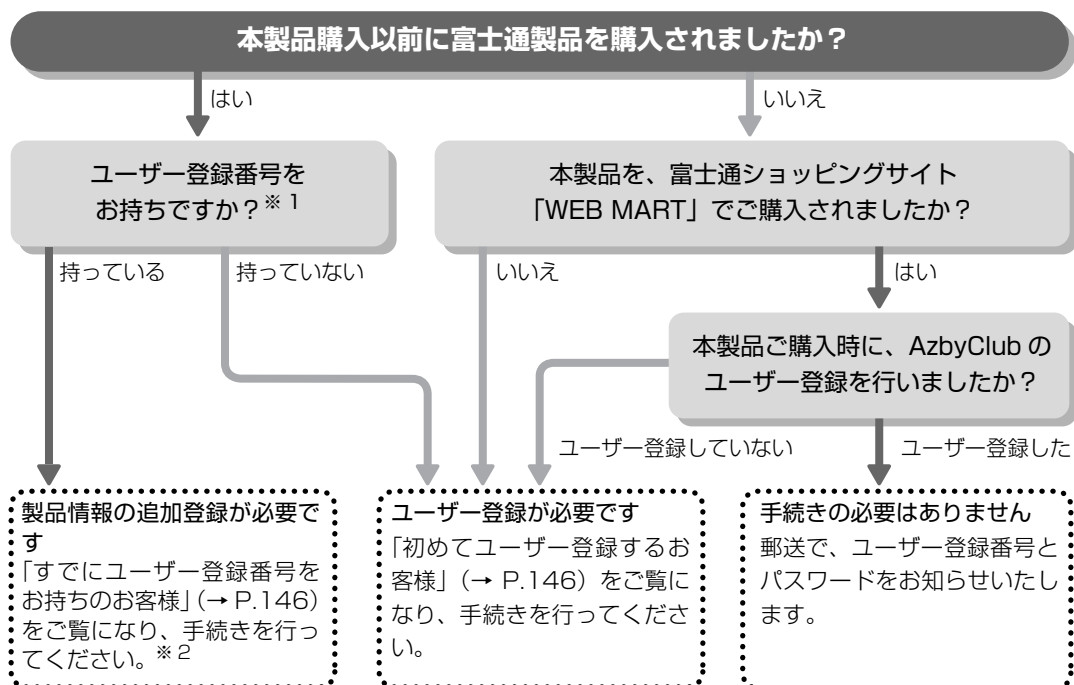 本製品購入以前に富士通製品を購入されましたか？
はい
いいえ
ユーザー登録番号を
お持ちですか？※1
本製品を、富士通ショッピングサイト
「WEB MART」でご購入されましたか？
持っている
持っていない
いいえ
はい
本製品ご購入時に、AzbyClub の
ユーザー登録を行いましたか？
ユーザー登録していない
ユーザー登録した
製品情報の追加登録が必要で
す
「すでにユーザー登録番号を
お持ちのお客様」（→ P.146）
をご覧になり、手続きを行っ
てください。※2
ユーザー登録が必要です
「初めてユーザー登録するお
客様」（→ P.146）をご覧に
なり、手続きを行ってくださ
い。
手続きの必要はありません
郵送で、ユーザー登録番号と
パスワードをお知らせいたし
ます。